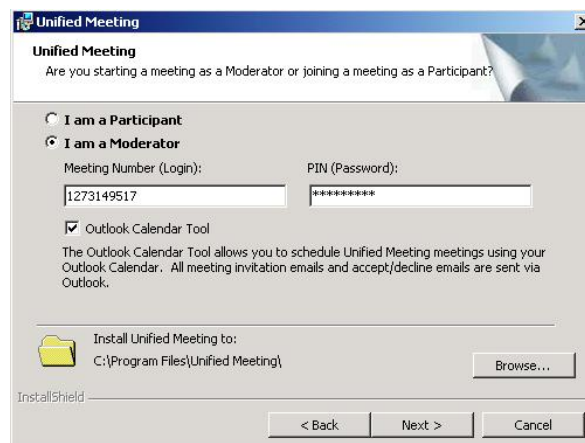 Unified Meeting
Unified Meeting
Are you starting a meeting as a Moderator or joining a meeting as a Participant?
I am a Participant
I am a Moderator
Meeting Number (Login): PIN (Password):
1273149517 *********
Outlook Calendar Tool
The Outlook Calendar Tool allows you to schedule Unified Meeting meetings using your
Outlook Calendar. All meeting invitation emails and accept/decline emails are sent via
Outlook.
Install Unified Meeting to:
C:\Program Files\Unified Meeting\
Browse...
InstallShield
< Back Next > Cancel